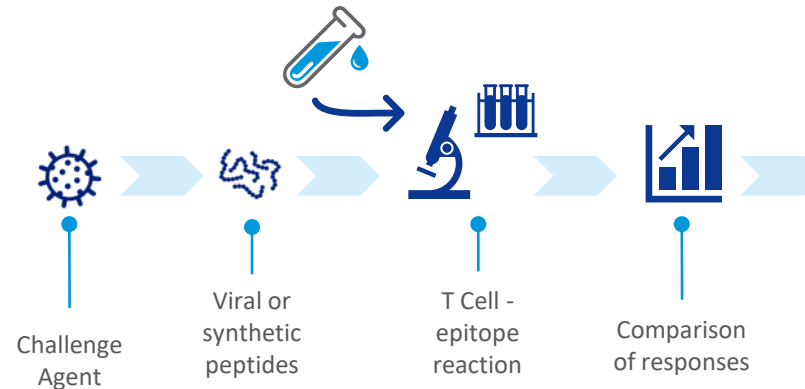 Challenge
Agent
Viral or
synthetic
peptides
T Cell -
epitope
reaction
Comparison
of responses